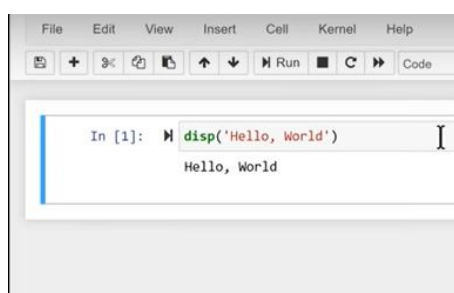 File Edit View Insert Cell Kernel Help
Run Code
In [1]: disp('Hello, World')
Hello, World